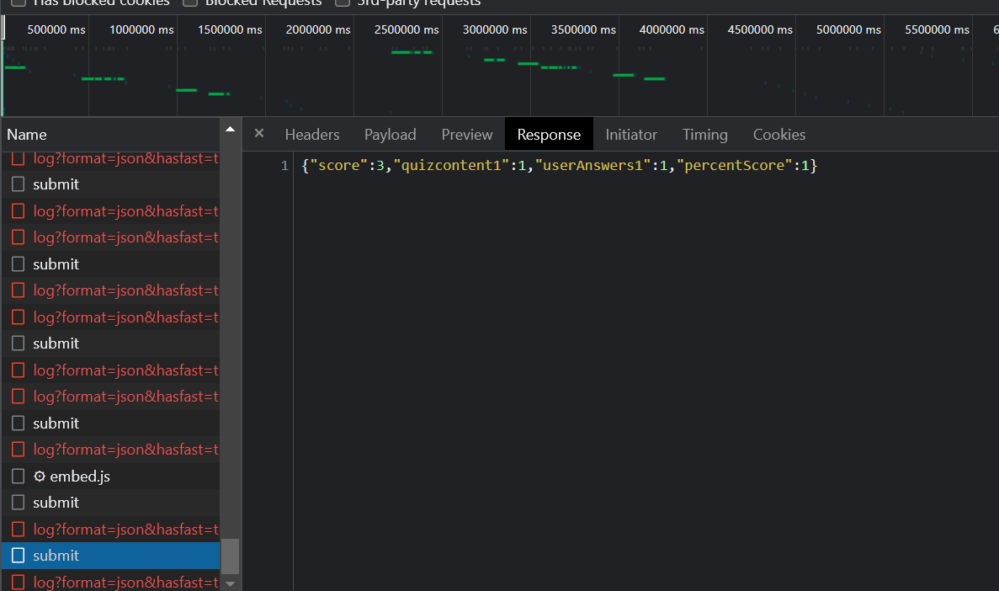 Has blocked cookies Blocked Requests 3rd-party requests
500000 ms 1000000 ms 1500000 ms 2000000 ms 2500000 ms 3000000 ms 3500000 ms 4000000 ms 4500000 ms 5000000 ms 5500000 ms 6
Name × Headers Payload Preview Response Initiator Timing Cookies
1 {"score":3,"quizcontent1":1,"userAnswers1":1,"percentScore":1}
log?format=json&hasfast=t
submit
log?format=json&hasfast=t
log?format=json&hasfast=t
submit
log?format=json&hasfast=t
log?format=json&hasfast=t
submit
log?format=json&hasfast=t
log?format=json&hasfast=t
submit
log?format=json&hasfast=t
embed.js
submit
log?format=json&hasfast=t
submit
log?format=json&hasfast=t